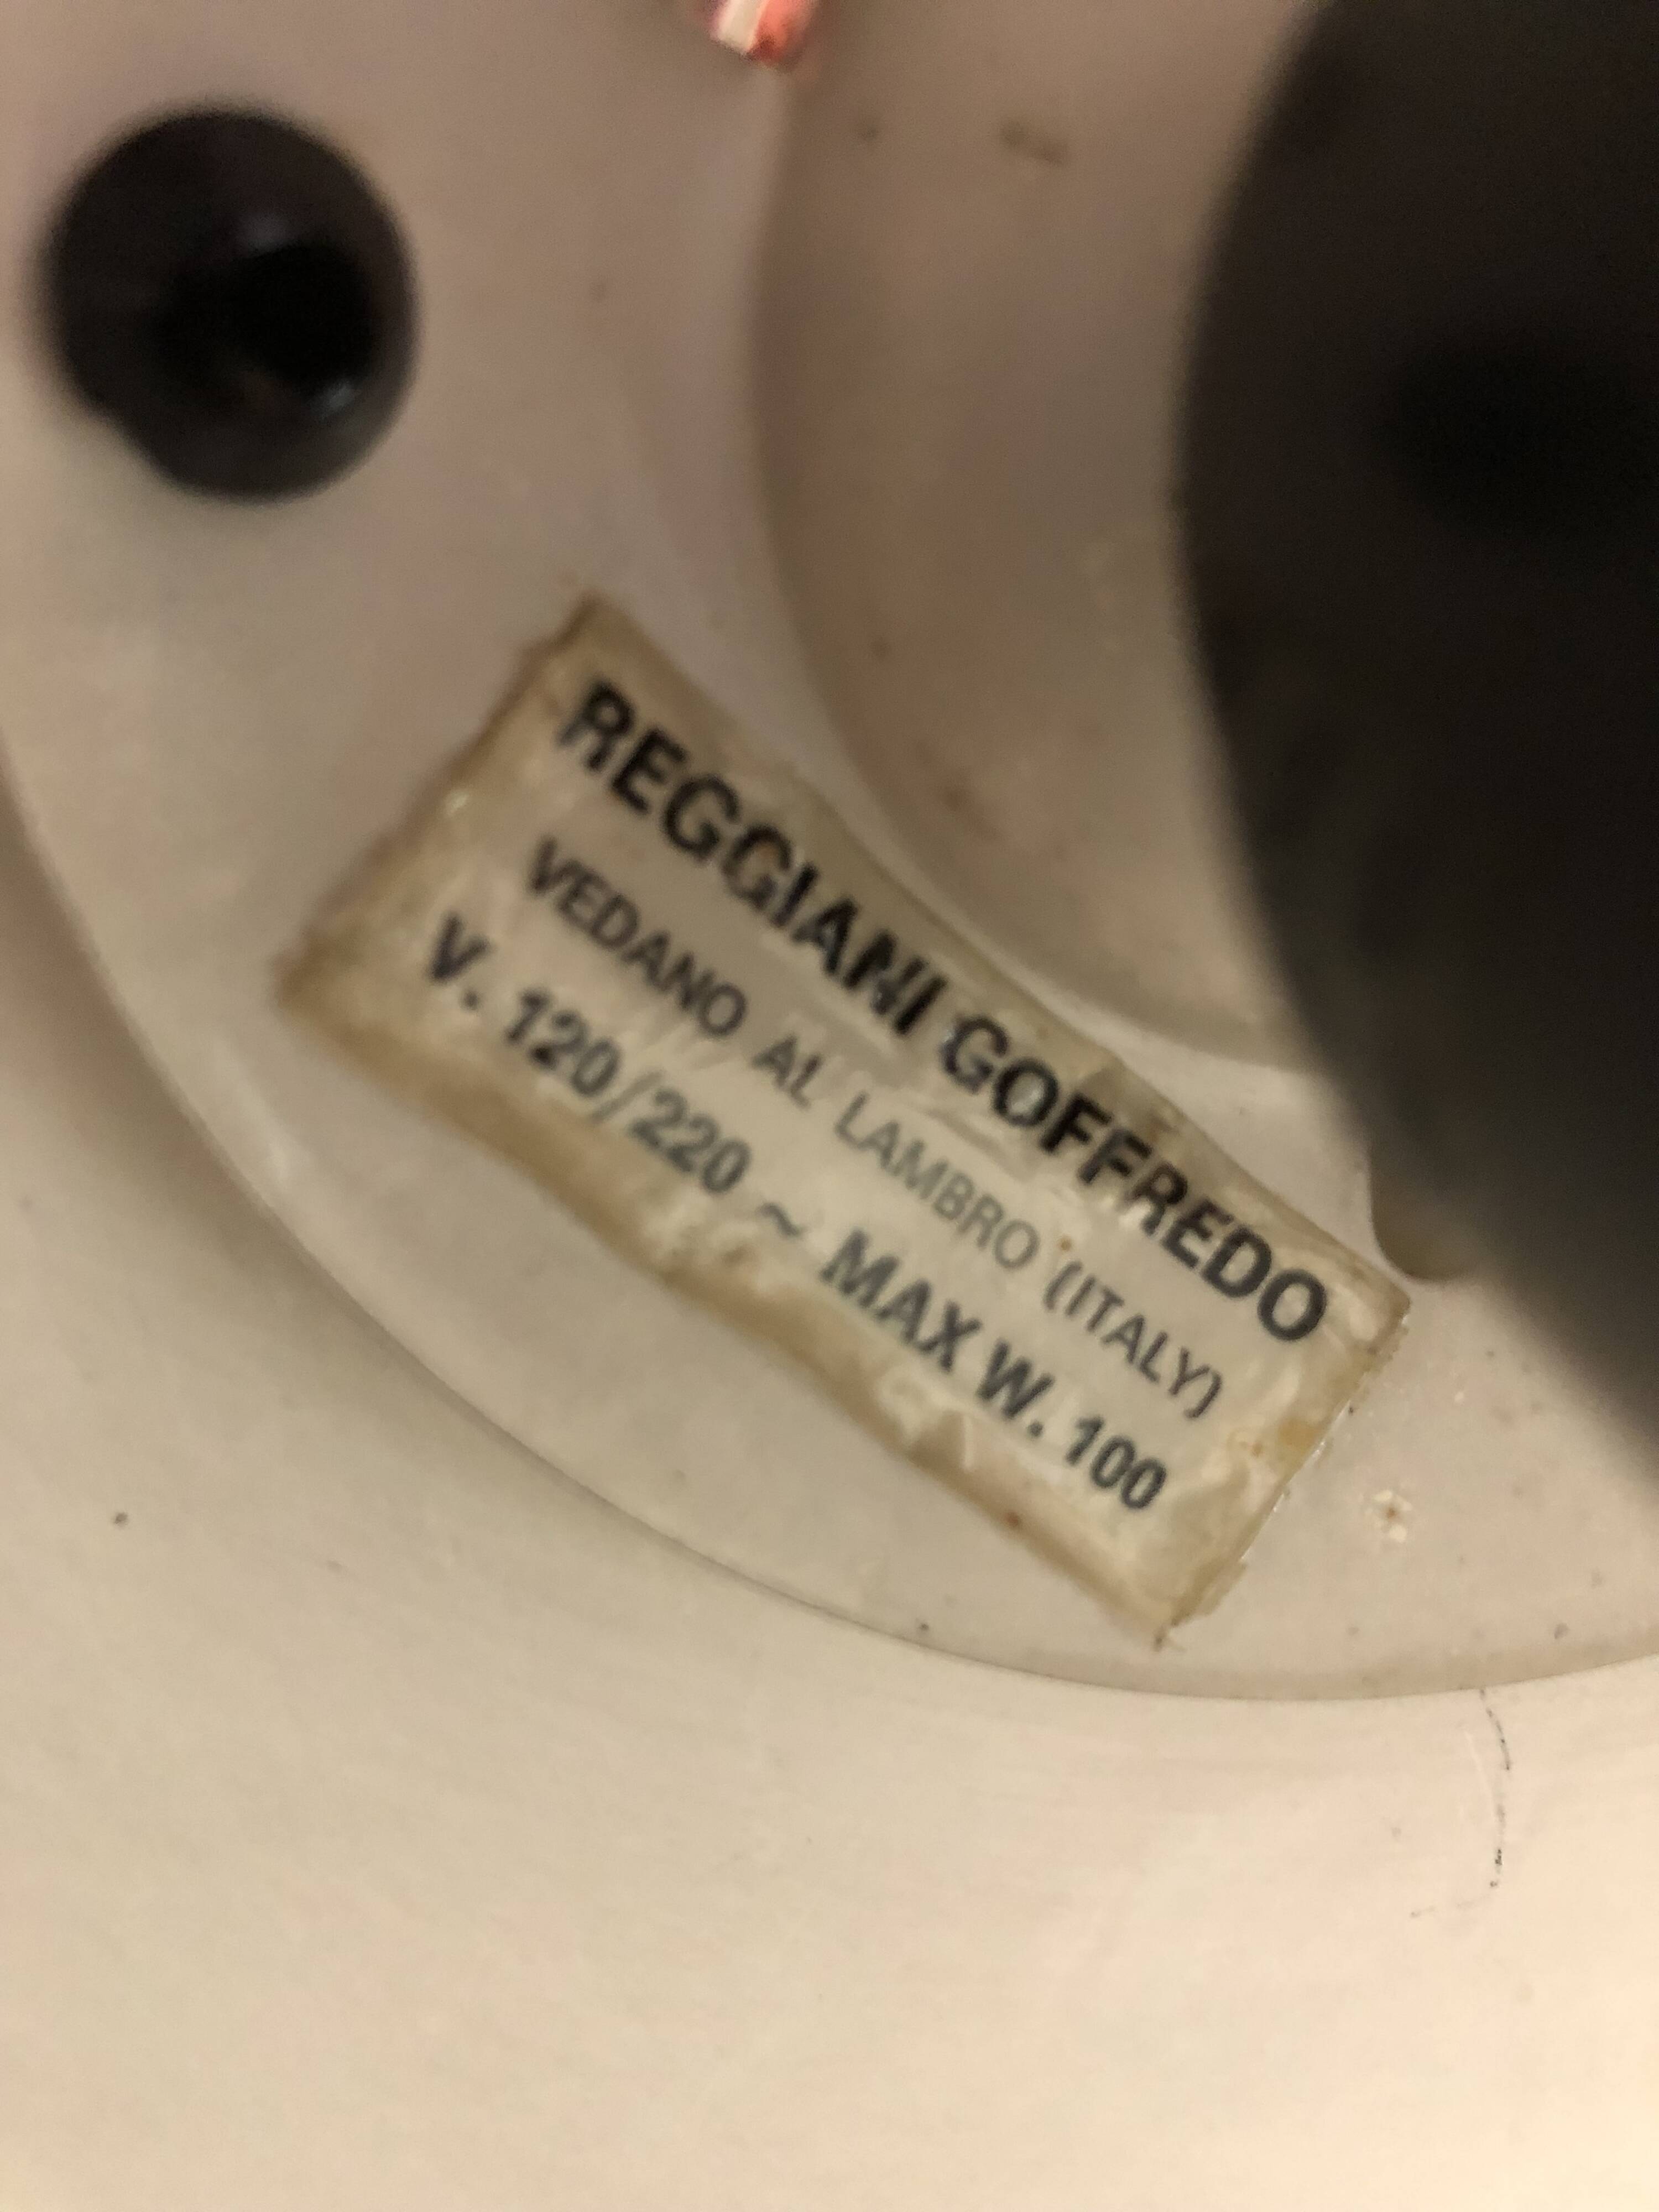 REGGIANI GOFFREDO
VEDANO AL LAMBRO (ITALY)
V. 120/220 ~ MAX W. 100